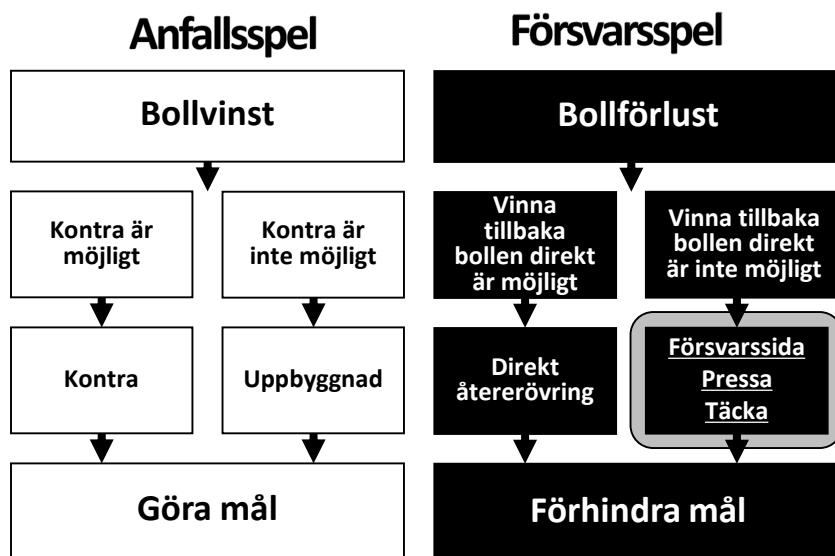 Anfallsspel
Försvarsspel
Bollvinst
Bollförlust
Kontra är
möjligt
Kontra är
inte möjligt
Vinna
tillbaka
bollen direkt
är möjligt
Vinna tillbaka
bollen direkt
är inte möjligt
Kontra
Uppbyggnad
Direkt
återerövring
Försvarssida
Pressa
Täcka
Göra mål
Förhindra mål